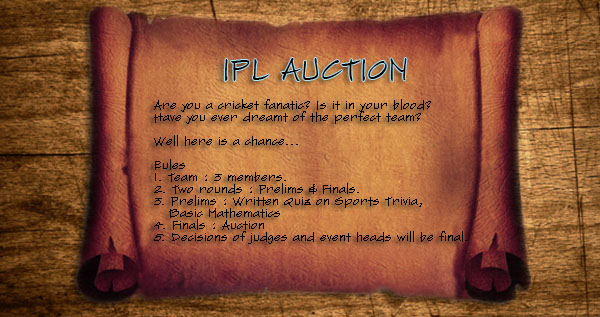 IPL AUCTION
Are you a cricket fanatic? Is it in your blood?
Have you ever dreamt of the perfect team?
Well here is a chance...
Rules
1. Team : 3 members.
2. Two rounds : Prelims & Finals.
3. Prelims : Written Quiz on Sports Trivia,
Basic Mathematics
4. Finals : Auction
5. Decisions of judges and event heads will be final.